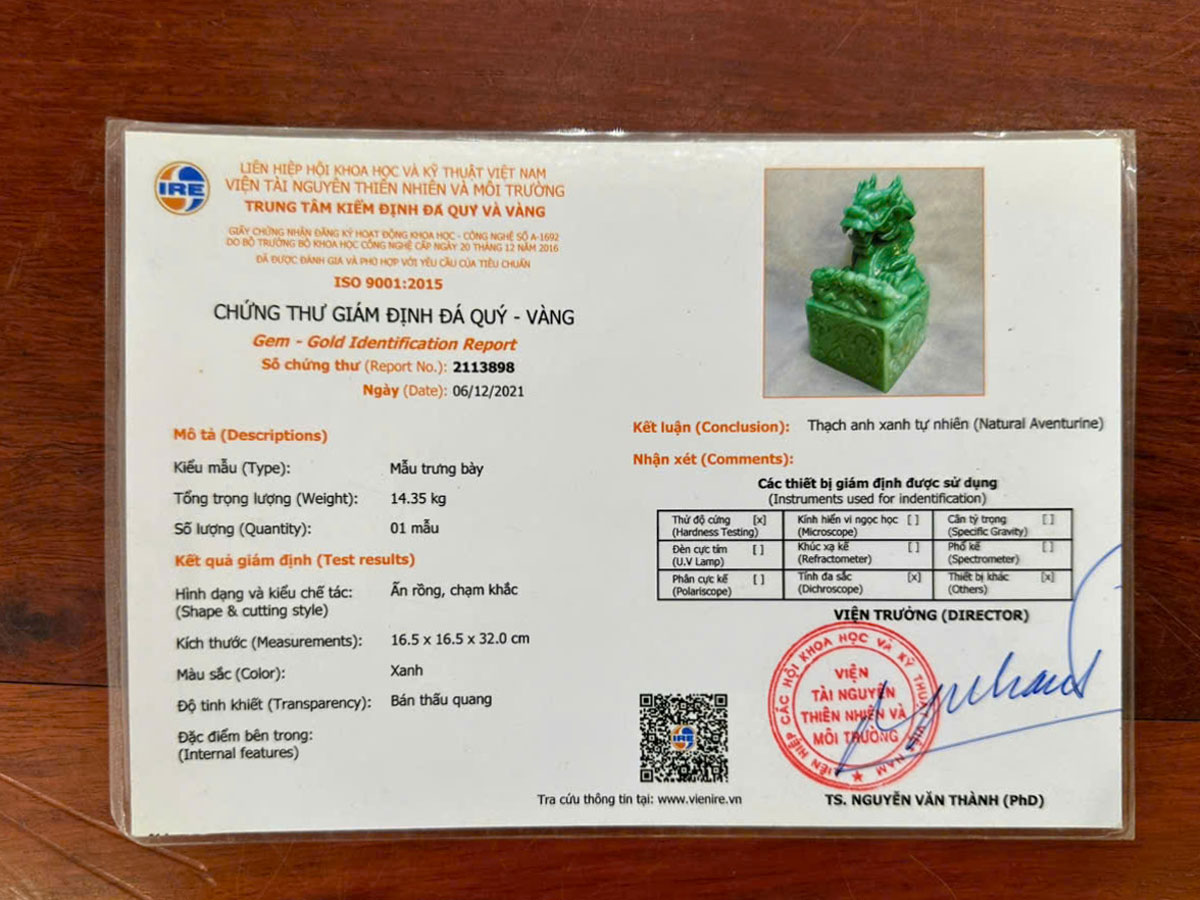 IRE
LIÊN HIỆP HỘI KHOA HỌC VÀ KỸ THUẬT VIỆT NAM
VIỆN TÀI NGUYÊN THIÊN NHIÊN VÀ MÔI TRƯỜNG
TRUNG TÂM KIỂM ĐỊNH ĐÁ QUÝ VÀ VÀNG
GIẤY CHỨNG NHẬN ĐĂNG KÝ HOẠT ĐỘNG KHOA HỌC - CÔNG NGHỆ SỐ A-1692
DO BỘ TRƯỞNG BỘ KHOA HỌC CÔNG NGHỆ CẤP NGÀY 20 THÁNG 12 NĂM 2016
ĐÃ ĐƯỢC ĐÁNH GIÁ VÀ PHÙ HỢP VỚI YÊU CẦU CỦA TIÊU CHUẨN
ISO 9001:2015
CHỨNG THƯ GIÁM ĐỊNH ĐÁ QUÝ - VÀNG
Gem - Gold Identification Report
Số chứng thư (Report No.): 2113898
Ngày (Date): 06/12/2021
Mô tả (Descriptions)
Kiểu mẫu (Type): Mẫu trưng bày
Tổng trọng lượng (Weight): 14.35 kg
Số lượng (Quantity): 01 mẫu
Kết quả giám định (Test results)
Hình dạng và kiểu chế tác: Ấn rồng, chạm khắc
(Shape & cutting style)
Kích thước (Measurements): 16.5 x 16.5 x 32.0 cm
Màu sắc (Color): Xanh
Độ tinh khiết (Transparency): Bán thấu quang
Đặc điểm bên trong:
(Internal features)
Kết luận (Conclusion): Thạch anh xanh tự nhiên (Natural Aventurine)
Nhận xét (Comments):
Các thiết bị giám định được sử dụng
(Instruments used for indentification)
Thử độ cứng [x] Kính hiển vi ngọc học [ ] Cân tỷ trọng [ ]
(Hardness Testing) (Microscope) (Specific Gravity)
Đèn cực tím [ ] Khúc xạ kế [ ] Phổ kế [ ]
(U.V Lamp) (Refractometer) (Spectrometer)
Phân cực kế [ ] Tính đa sắc [x] Thiết bị khác [x]
(Polariscope) (Dichroscope) (Others)
VIỆN TRƯỞNG (DIRECTOR)
LIÊN HIỆP CÁC HỘI KHOA HỌC VÀ KỸ THUẬT VIỆT NAM
VIỆN
TÀI NGUYÊN
THIÊN NHIÊN VÀ
MÔI TRƯỜNG
IRE
Tra cứu thông tin tại: www.vienire.vn
TS. NGUYỄN VĂN THÀNH (PhD)